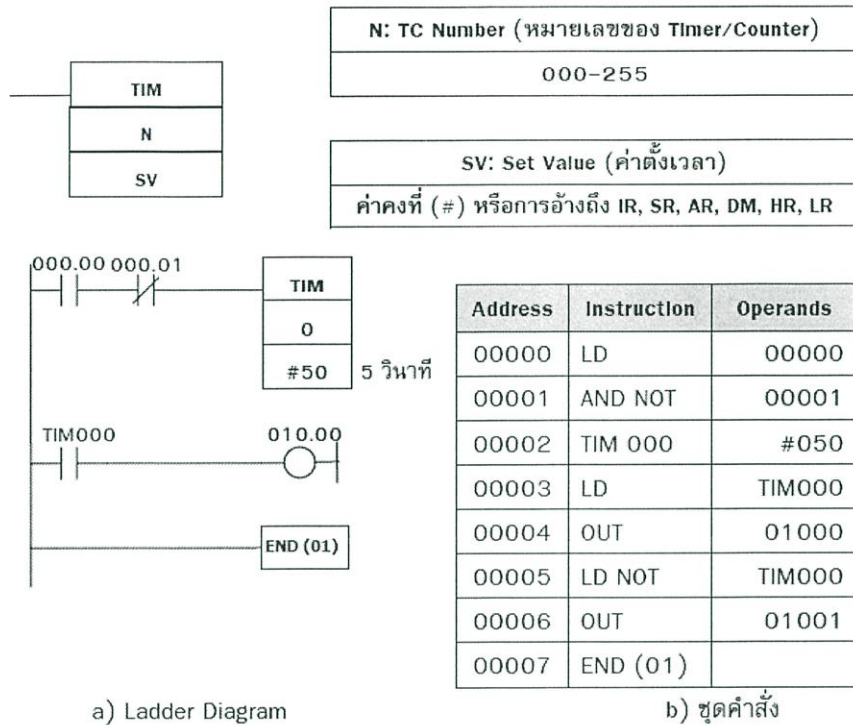 N: TC Number (หมายเลขของ Timer/Counter)
000-255
TIM
N
SV
SV: Set Value (ค่าตั้งเวลา)
ค่าคงที่ (#) หรือการอ้างถึง IR, SR, AR, DM, HR, LR
000.00 000.01
TIM
0
#50 5 วินาที
TIM000 010.00
END (01)
a) Ladder Diagram
Address Instruction Operands
00000 LD 00000
00001 AND NOT 00001
00002 TIM 000 #050
00003 LD TIM000
00004 OUT 01000
00005 LD NOT TIM000
00006 OUT 01001
00007 END (01)
b) ชุดคำสั่ง